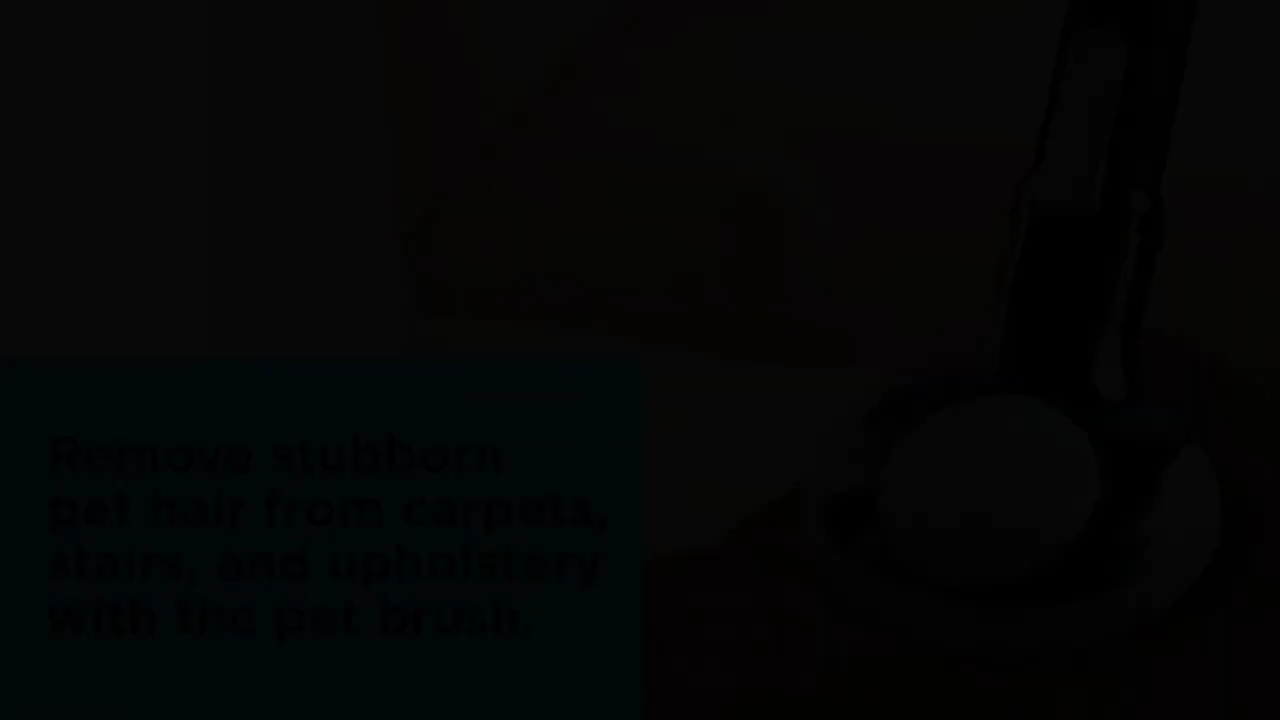 Remove stubborn
pet hair from carpets,
stairs, and upholstery
with the pet brush.